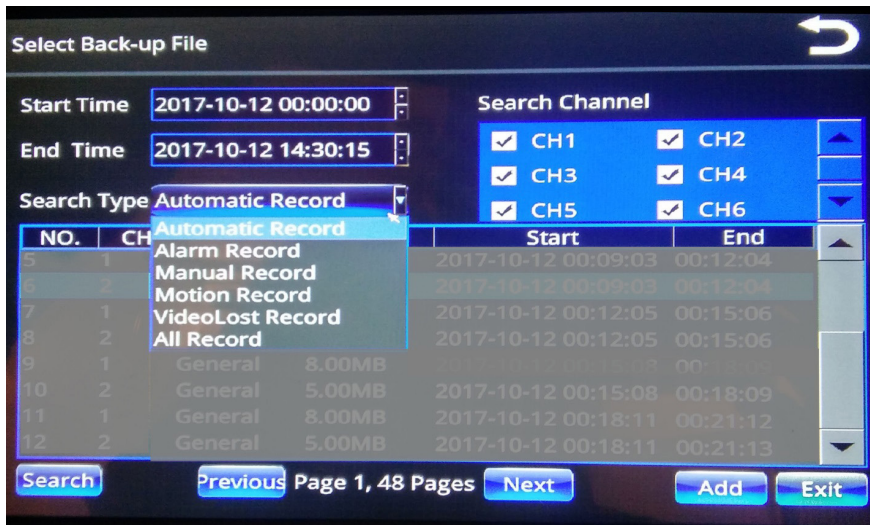 Select Back-up File
Start Time 2017-10-12 00:00:00
Search Channel
End Time 2017-10-12 14:30:15
CH1 CH2
CH3 CH4
CH5 CH6
Search Type Automatic Record
Automatic Record
Alarm Record
Manual Record
Motion Record
VideoLost Record
All Record
NO. CH Start End
5 1 2017-10-12 00:09:03 00:12:04
6 2 2017-10-12 00:09:03 00:12:04
7 1 2017-10-12 00:12:05 00:15:06
8 2 2017-10-12 00:12:05 00:15:06
9 1 General 8.00MB 2017-10-12 00:15:08
10 2 General 5.00MB 2017-10-12 00:15:08 00:18:09
11 1 General 8.00MB 2017-10-12 00:18:11 00:21:12
12 2 General 5.00MB 2017-10-12 00:18:11 00:21:13
Search Previous Page 1, 48 Pages Next Add Exit